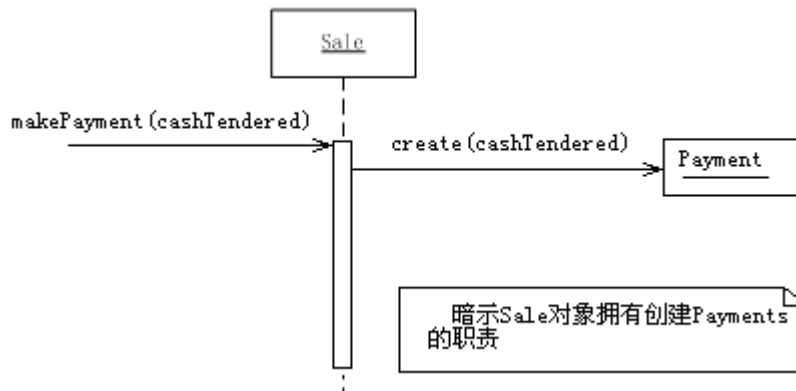 Sale
makePayment(cashTendered)
create(cashTendered)
Payment
暗示Sale对象拥有创建Payments
的职责